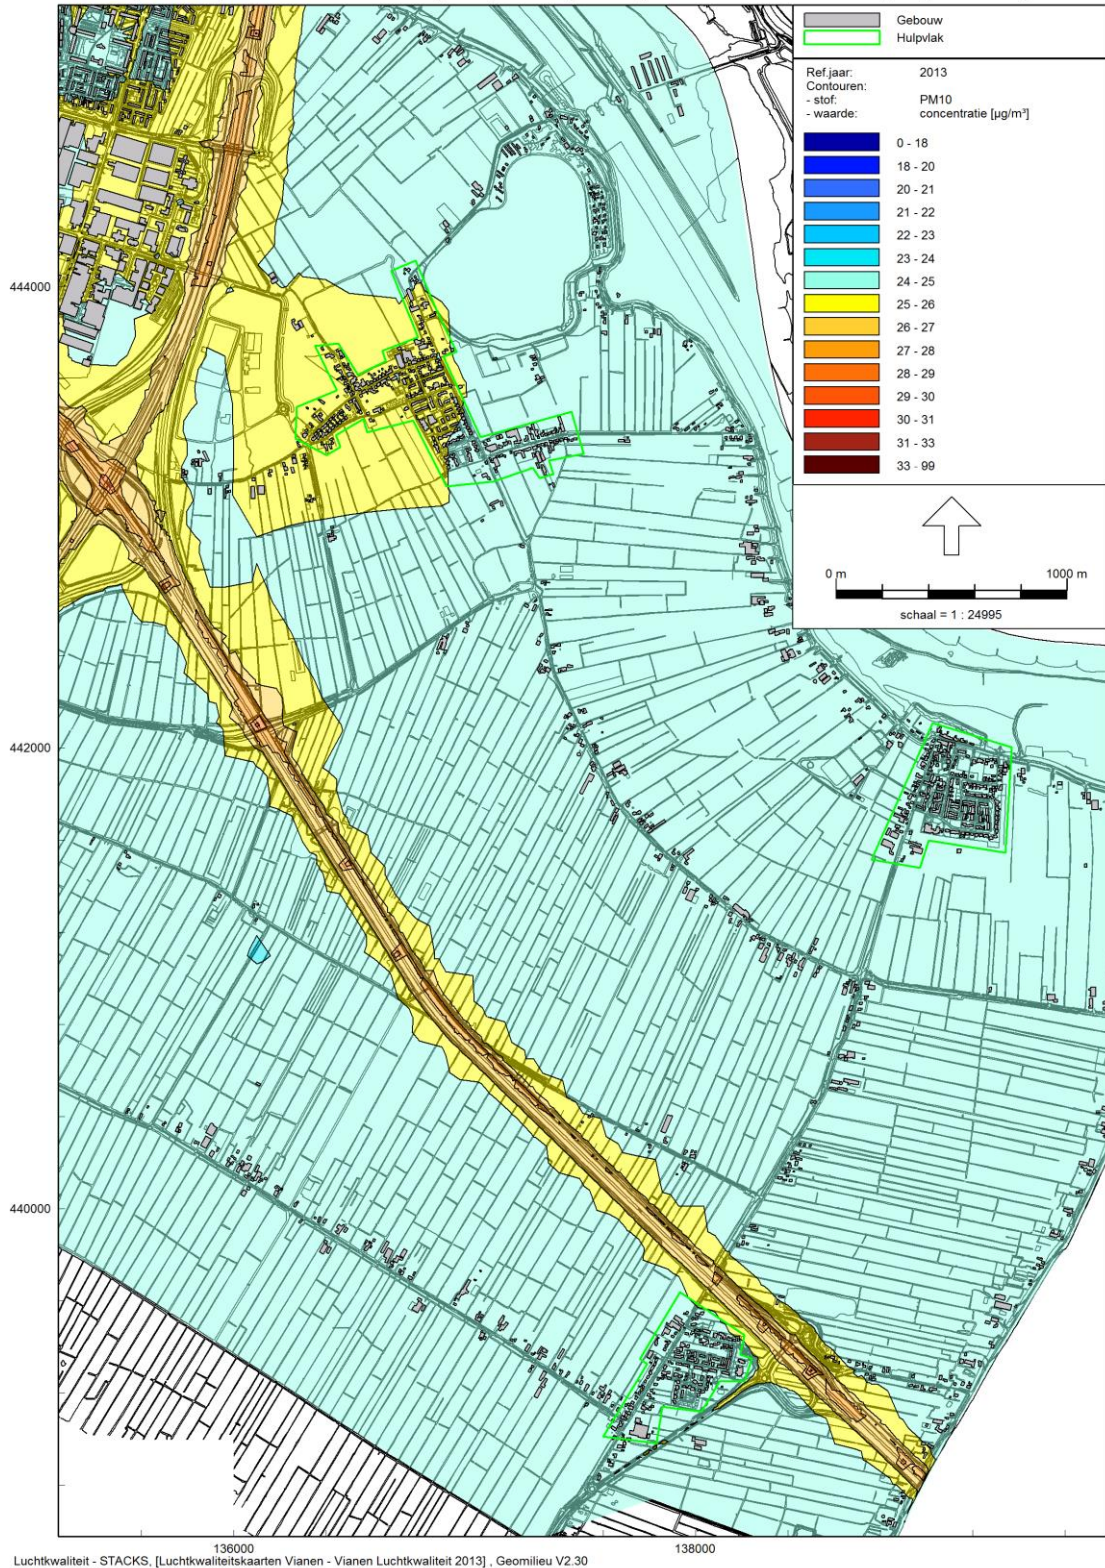 Gebouw
Hulpvlak
Ref.jaar: 2013
Contouren:
- stof: PM10
- waarde: concentratie [µg/m³]
0 - 18
18 - 20
20 - 21
21 - 22
22 - 23
23 - 24
24 - 25
25 - 26
26 - 27
27 - 28
28 - 29
29 - 30
30 - 31
31 - 33
33 - 99
0 m 1000 m
schaal = 1 : 24995
444000
442000
440000
136000 138000
Luchtkwaliteit - STACKS, [Luchtkwaliteitskaarten Vianen - Vianen Luchtkwaliteit 2013] , Geomilieu V2.30